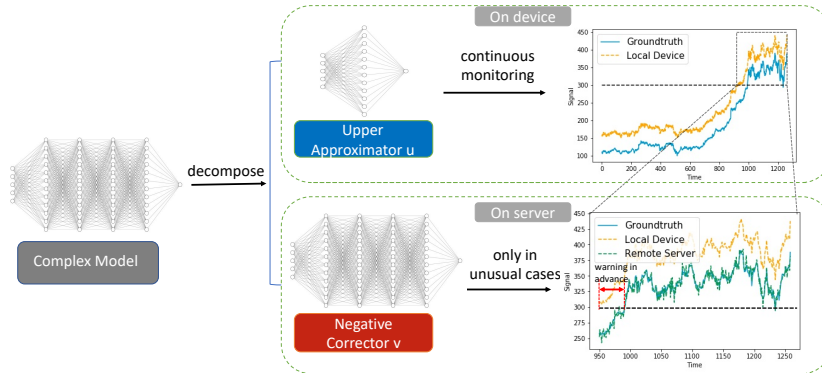 On device
continuous
monitoring
Upper
Approximator u
Groundtruth
Local Device
Signal
450
400
350
300
250
200
150
100
0
200
400
600
800
1000
1200
Time
Complex Model
decompose
On server
only in
unusual cases
Negative
Corrector v
Groundtruth
Local Device
Remote Server
warning in
advance
Signal
450
425
400
375
350
325
300
275
250
950
1000
1050
1100
1150
1200
1250
Time